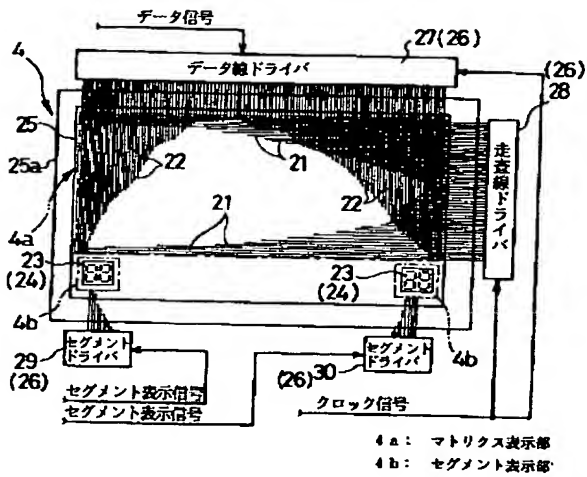 データ信号
27(26)
データ線ドライバ
(26)
28
4
25
25a
22
21
22
走査線ドライバ
4a
21
23
(24)
23
(24)
4b
4b
29
(26)
セグメントドライバ
セグメントドライバ
(26)30
セグメント表示信号
セグメント表示信号
クロック信号
4a: マトリクス表示部
4b: セグメント表示部